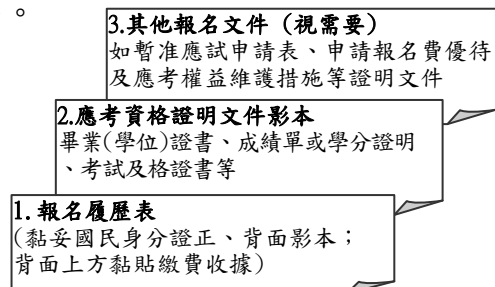 。
3.其他報名文件（視需要）
如暫准應試申請表、申請報名費優待
及應考權益維護措施等證明文件
2.應考資格證明文件影本
畢業(學位)證書、成績單或學分證明
、考試及格證書等
1.報名履歷表
(黏妥國民身分證正、背面影本；
背面上方黏貼繳費收據)